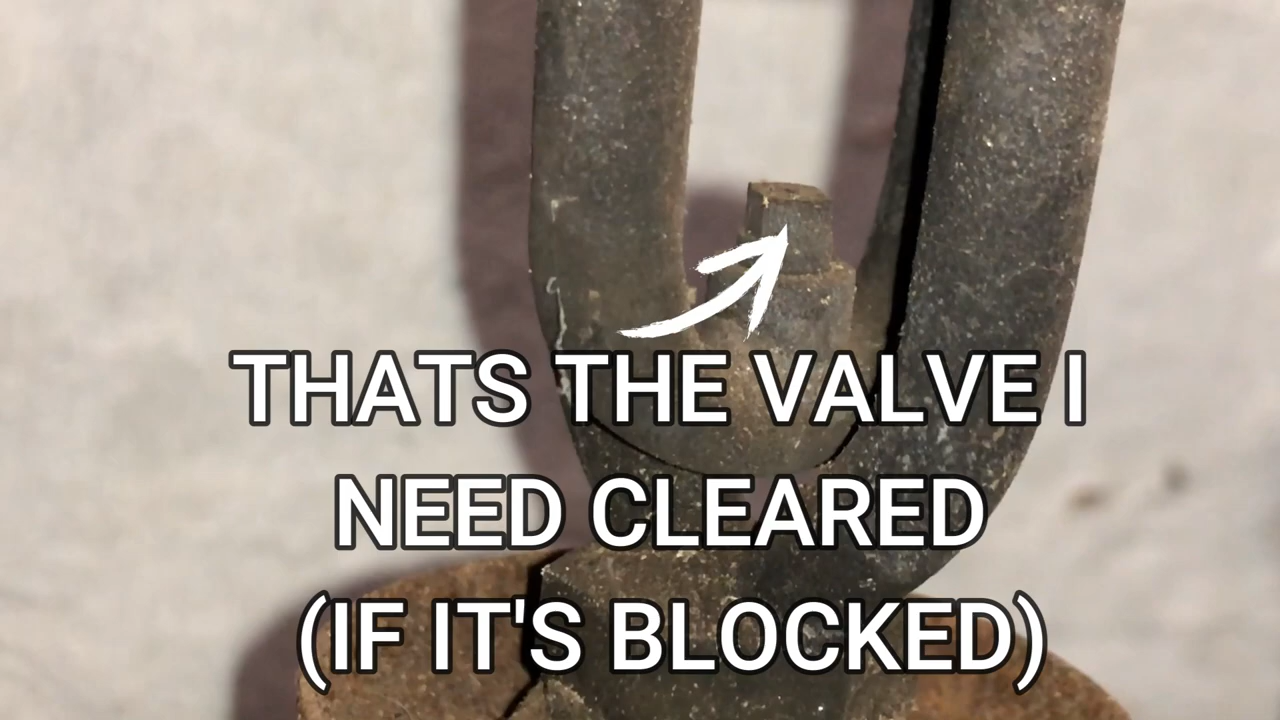 THATS THE VALVE I
NEED CLEARED
(IF IT'S BLOCKED)